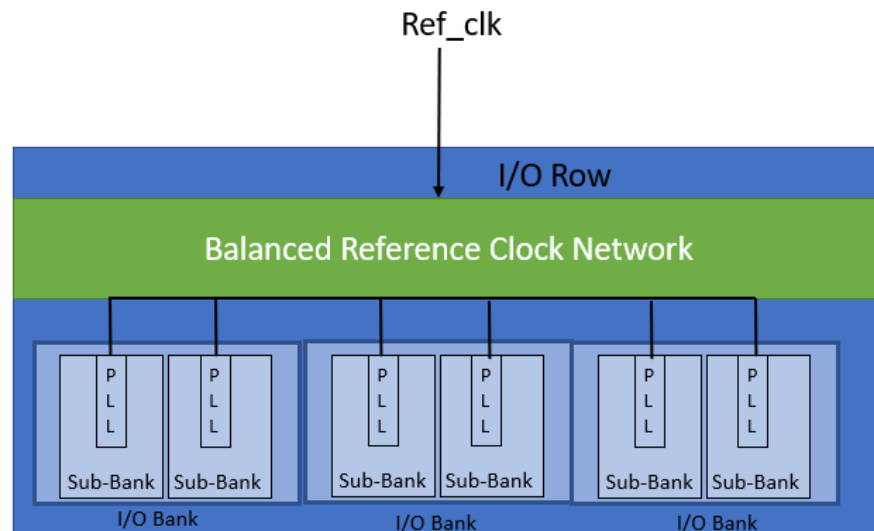 Ref_clk
I/O Row
Balanced Reference Clock Network
P
L
L
Sub-Bank
P
L
L
Sub-Bank
I/O Bank
P
L
L
Sub-Bank
P
L
L
Sub-Bank
I/O Bank
P
L
L
Sub-Bank
P
L
L
Sub-Bank
I/O Bank